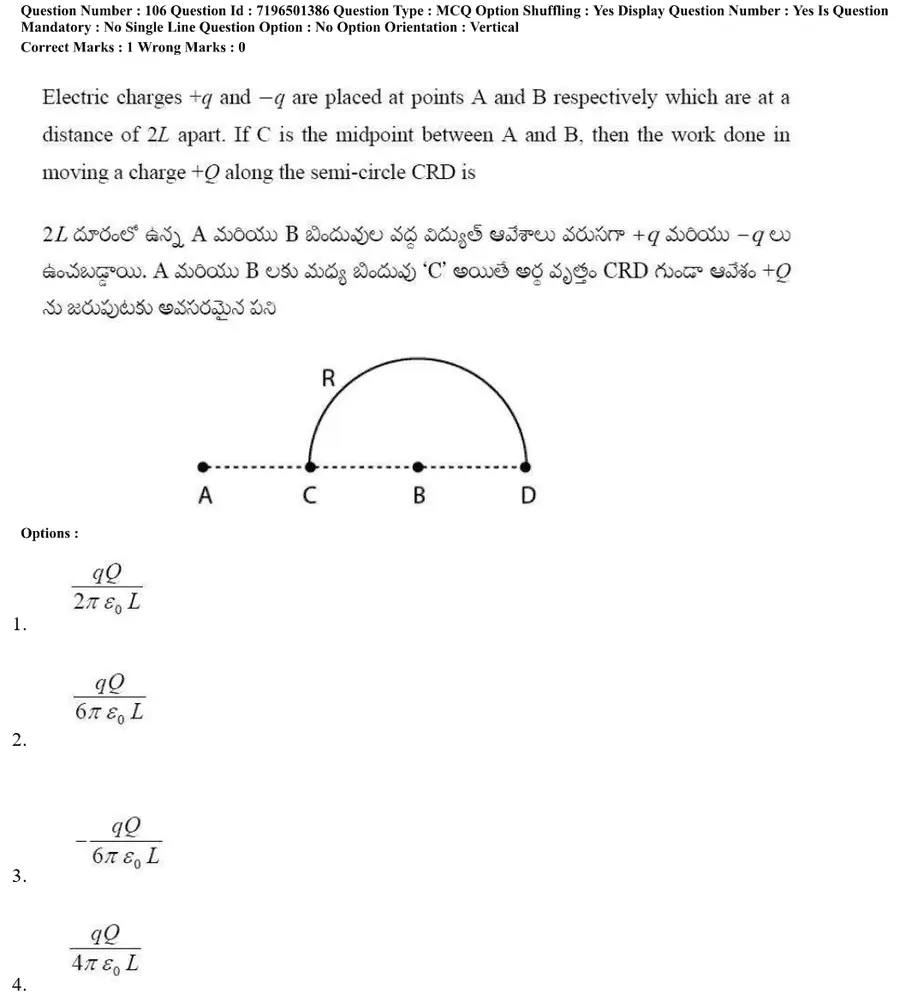 Question Number : 106 Question Id : 7196501386 Question Type : MCQ Option Shuffling : Yes Display Question Number : Yes Is Question
Mandatory : No Single Line Question Option : No Option Orientation : Vertical
Correct Marks : 1 Wrong Marks : 0
Electric charges +q and −q are placed at points A and B respectively which are at a
distance of 2L apart. If C is the midpoint between A and B, then the work done in
moving a charge +Q along the semi-circle CRD is
2L దూరంలో ఉన్న A మరియు B బిందువుల వద్ద విద్యుత్ ఆవేశాలు వరుసగా +q మరియు −q లు
ఉంచబడ్డాయి. A మరియు B లకు మధ్య బిందువు ‘C’ అయితే అర్ధ వృత్తం CRD గుండా ఆవేశం +Q
ను జరుపుటకు అవసరమైన పని
R
A C B D
Options :
1. qQ / 2π ε₀ L
2. qQ / 6π ε₀ L
3. - qQ / 6π ε₀ L
4. qQ / 4π ε₀ L